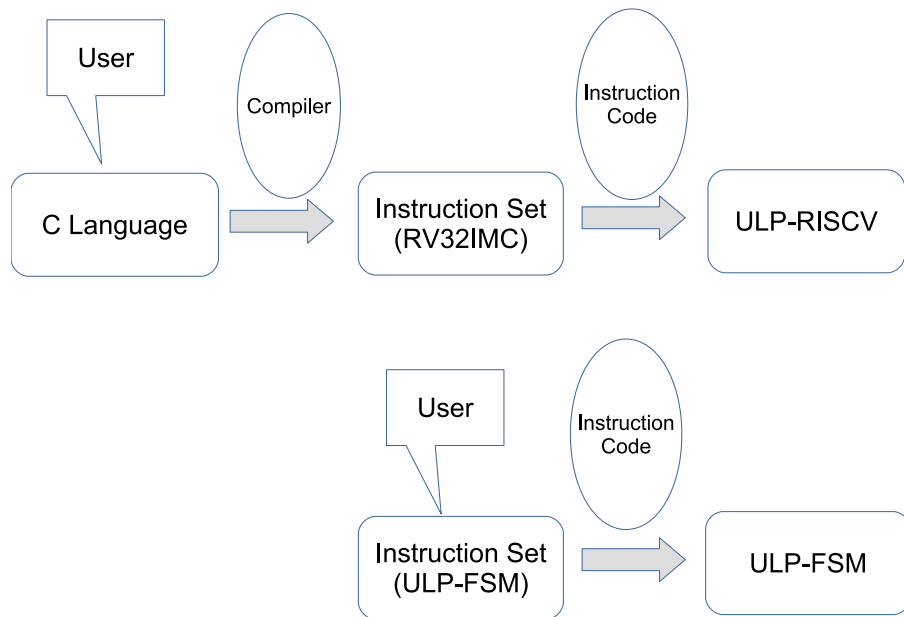 User
Compiler
Instruction
Code
C Language
Instruction Set
(RV32IMC)
ULP-RISCV
User
Instruction
Code
Instruction Set
(ULP-FSM)
ULP-FSM